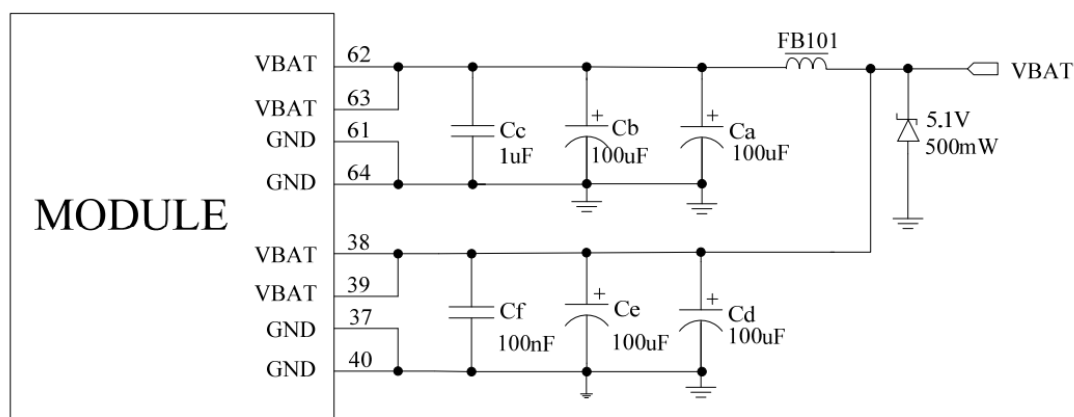 FB101
VBAT 62
VBAT
VBAT 63
GND 61
GND 64
Cc
1uF
+
Cb
100uF
+
Ca
100uF
5.1V
500mW
MODULE
VBAT 38
VBAT 39
GND 37
GND 40
Cf
100nF
+
Ce
100uF
+
Cd
100uF